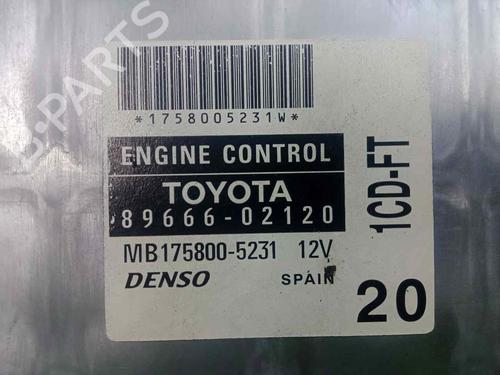 B-PARTS
*1758005231W*
ENGINE CONTROL
TOYOTA
89666-02120
MB175800-5231 12V
DENSO SPAIN
1CD-FT
20